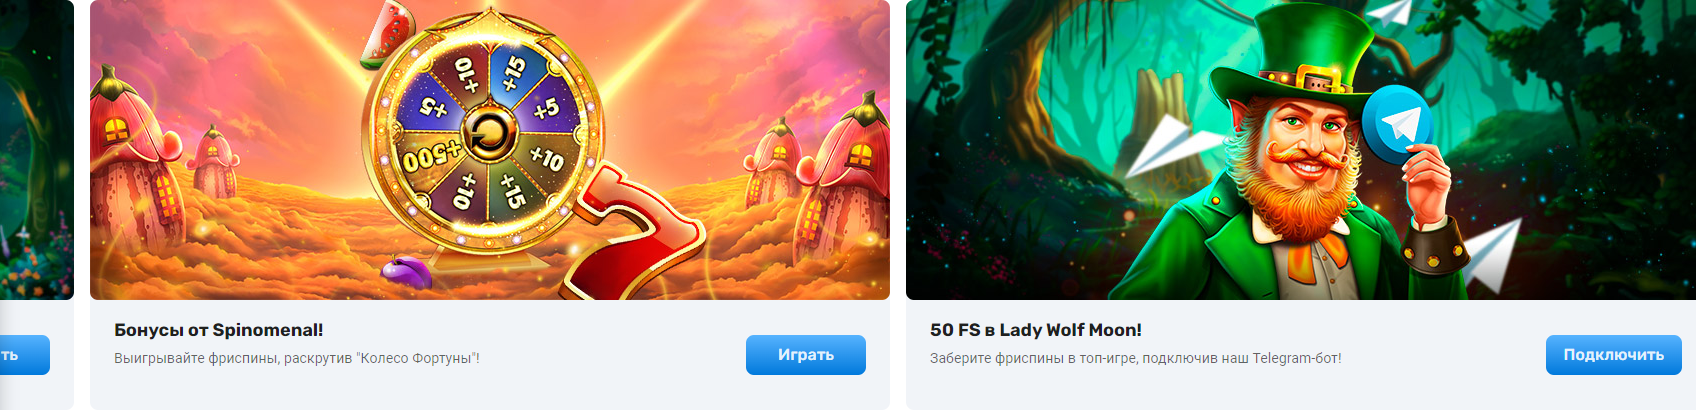 +10
+15
+5
+5
+500
+10
+10
+15
7
Бонусы от Spinomenal!
Выигрывайте фриспины, раскрутив "Колесо Фортуны"!
Играть
50 FS в Lady Wolf Moon!
Заберите фриспины в топ-игре, подключив наш Telegram-бот!
Подключить
ть